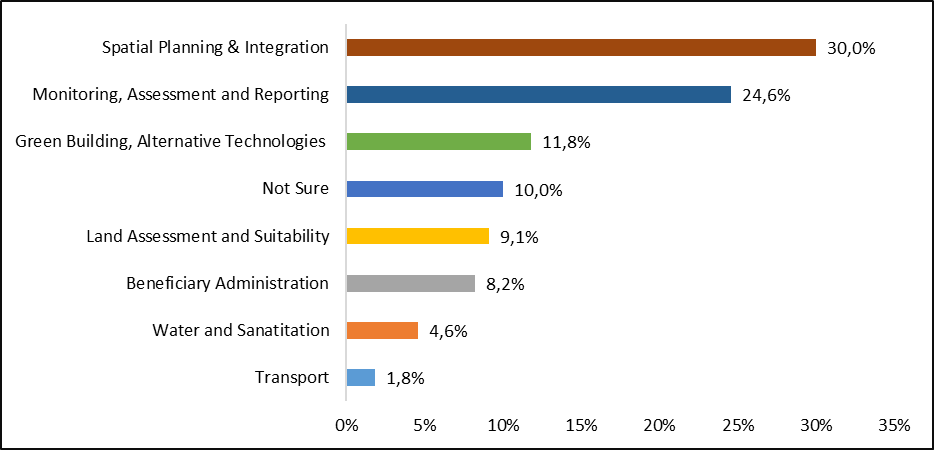 Spatial Planning & Integration 30,0%
Monitoring, Assessment and Reporting 24,6%
Green Building, Alternative Technologies 11,8%
Not Sure 10,0%
Land Assessment and Suitability 9,1%
Beneficiary Administration 8,2%
Water and Sanatitation 4,6%
Transport 1,8%
0% 5% 10% 15% 20% 25% 30% 35%